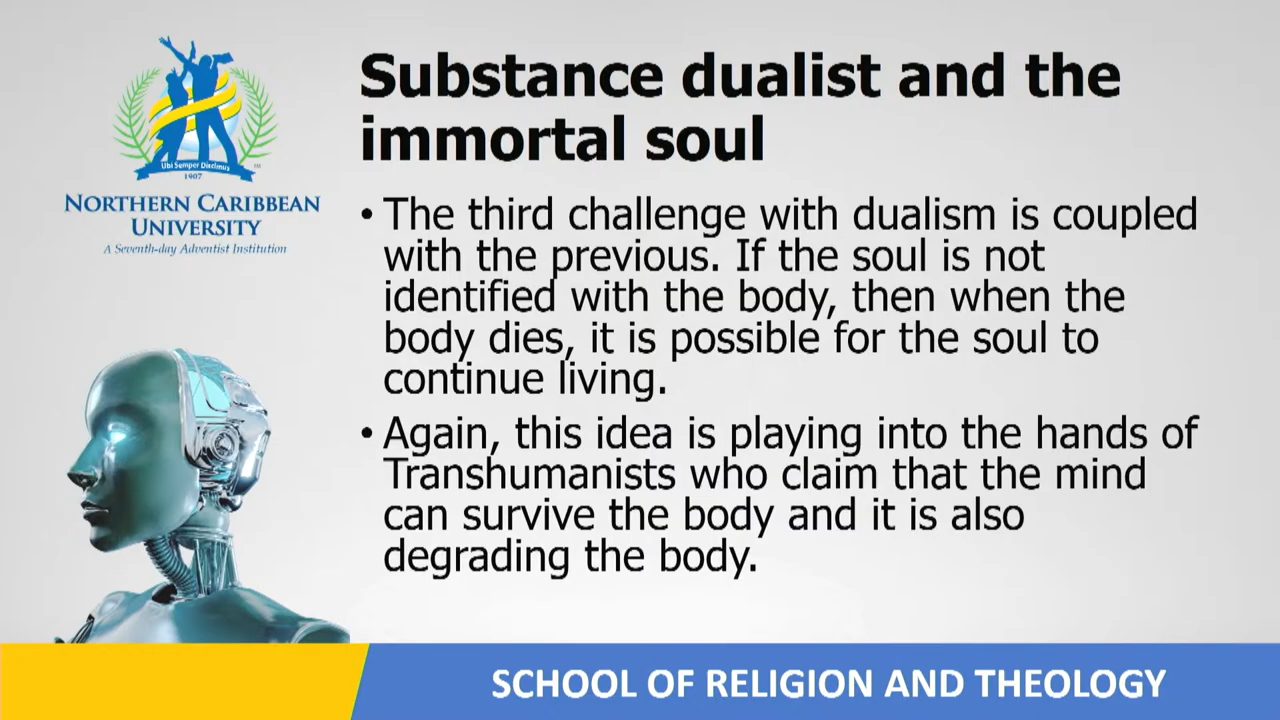 Ubi Semper Discimus
1907
NORTHERN CARIBBEAN
UNIVERSITY
A Seventh-day Adventist Institution
Substance dualist and the
immortal soul
• The third challenge with dualism is coupled
with the previous. If the soul is not
identified with the body, then when the
body dies, it is possible for the soul to
continue living.
• Again, this idea is playing into the hands of
Transhumanists who claim that the mind
can survive the body and it is also
degrading the body.
SCHOOL OF RELIGION AND THEOLOGY